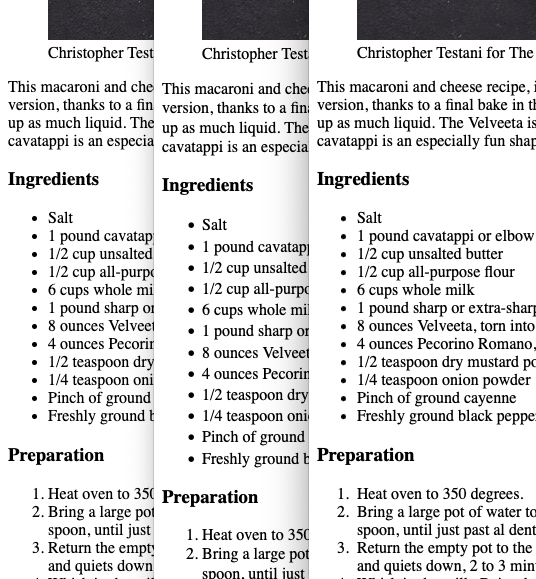 Christopher Test
This macaroni and che
version, thanks to a fin
up as much liquid. The
cavatappi is an especia
Ingredients
• Salt
• 1 pound cavatap
• 1/2 cup unsalted
• 1/2 cup all-purpo
• 6 cups whole mi
• 1 pound sharp or
• 8 ounces Velveet
• 4 ounces Pecorin
• 1/2 teaspoon dry
• 1/4 teaspoon oni
• Pinch of ground
• Freshly ground b
Preparation
1. Heat oven to 350
2. Bring a large pot
spoon, until just
3. Return the empty
and quiets down
Christopher Test
This macaroni and che
version, thanks to a fina
up as much liquid. The
cavatappi is an especia
Ingredients
• Salt
• 1 pound cavatapp
• 1/2 cup unsalted
• 1/2 cup all-purpo
• 6 cups whole mil
• 1 pound sharp or
• 8 ounces Velveet
• 4 ounces Pecorin
• 1/2 teaspoon dry
• 1/4 teaspoon oni
• Pinch of ground
• Freshly ground b
Preparation
1. Heat oven to 350
2. Bring a large pot
spoon, until just
Christopher Testani for The
This macaroni and cheese recipe, i
version, thanks to a final bake in th
up as much liquid. The Velveeta is
cavatappi is an especially fun shap
Ingredients
• Salt
• 1 pound cavatappi or elbow
• 1/2 cup unsalted butter
• 1/2 cup all-purpose flour
• 6 cups whole milk
• 1 pound sharp or extra-sharp
• 8 ounces Velveeta, torn into
• 4 ounces Pecorino Romano,
• 1/2 teaspoon dry mustard po
• 1/4 teaspoon onion powder
• Pinch of ground cayenne
• Freshly ground black peppe
Preparation
1. Heat oven to 350 degrees.
2. Bring a large pot of water to
spoon, until just past al dent
3. Return the empty pot to the
and quiets down, 2 to 3 min